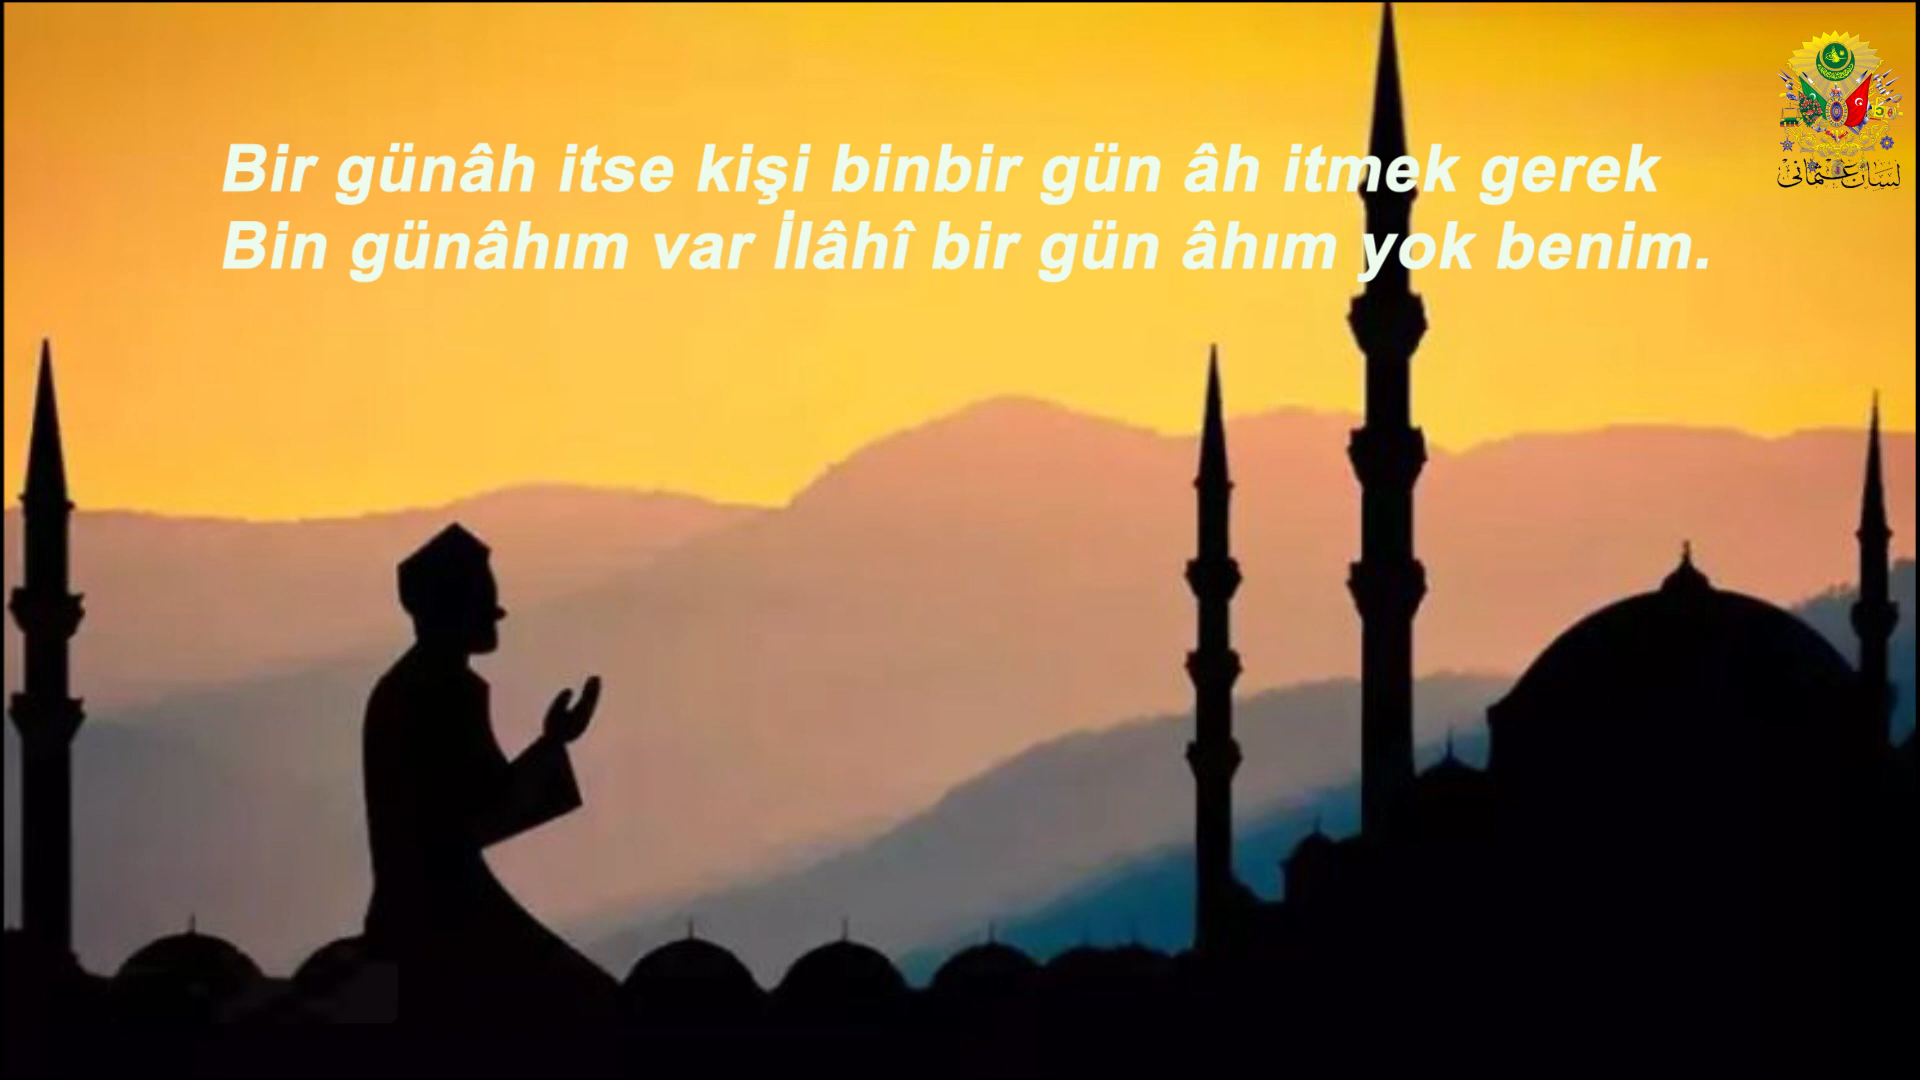 Bir günâh itse kişi binbir gün âh itmek gerek
Bin günâhım var İlâhî bir gün âhım yok benim.
لسان عثمانى